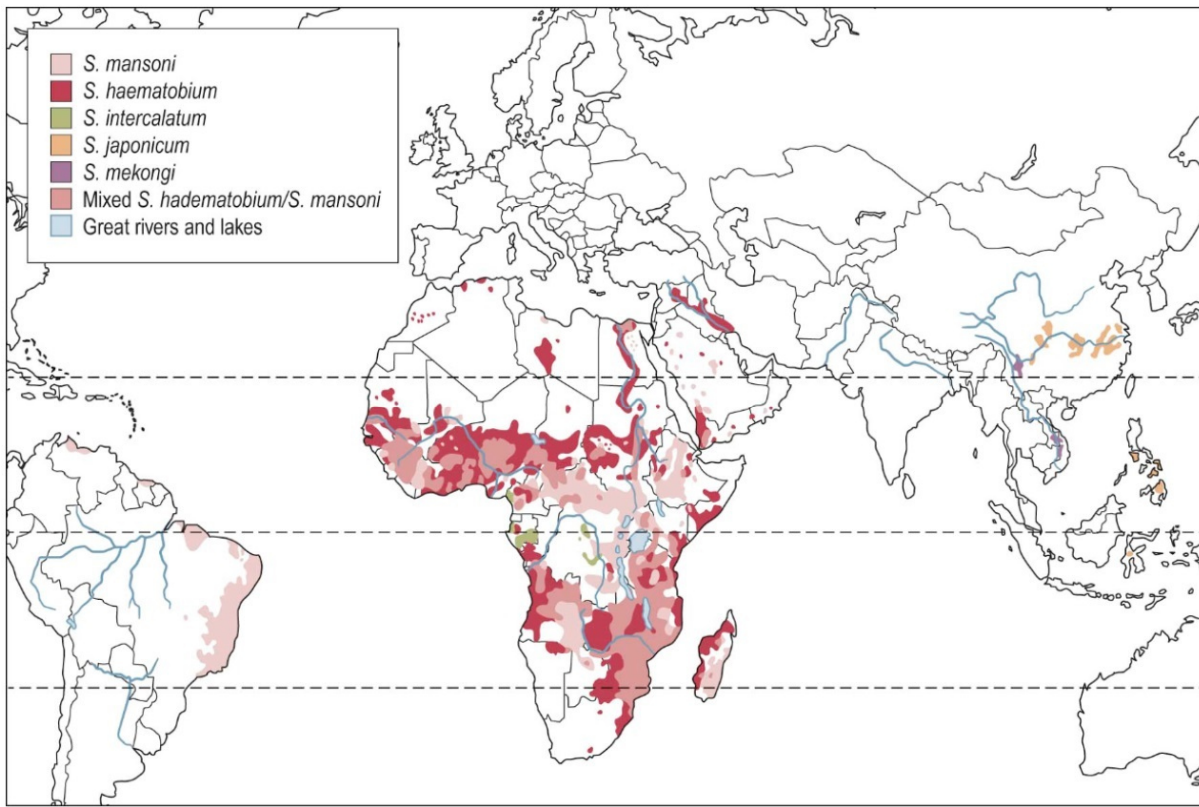 S. mansoni
S. haematobium
S. intercalatum
S. japonicum
S. mekongi
Mixed S. hadematobium/S. mansoni
Great rivers and lakes